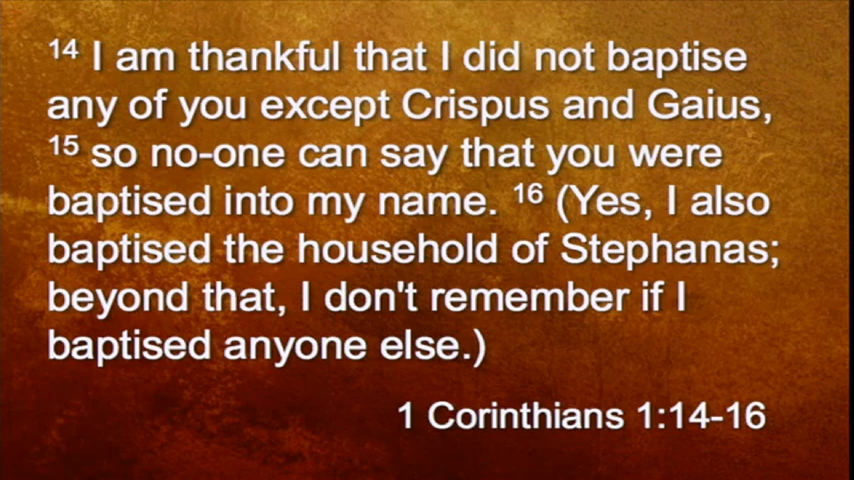 14 I am thankful that I did not baptise
any of you except Crispus and Gaius,
15 so no-one can say that you were
baptised into my name. 16 (Yes, I also
baptised the household of Stephanas;
beyond that, I don't remember if I
baptised anyone else.)
1 Corinthians 1:14-16